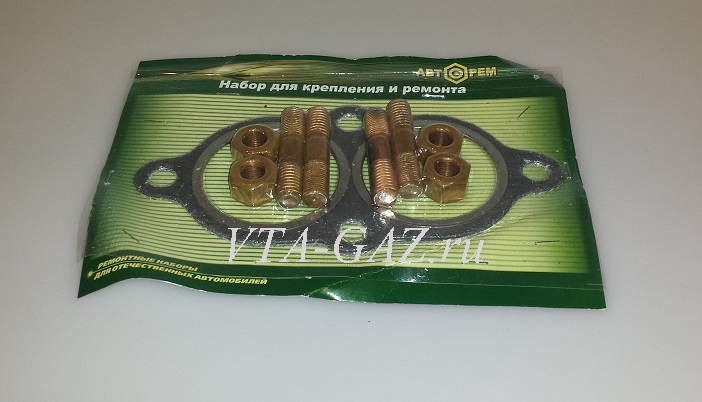 АВТОРЕМ
Набор для крепления и ремонта
VTA-GAZ.ru
РЕМОНТНЫЕ НАБОРЫ
ДЛЯ ОТЕЧЕСТВЕННЫХ АВТОМОБИЛЕЙ